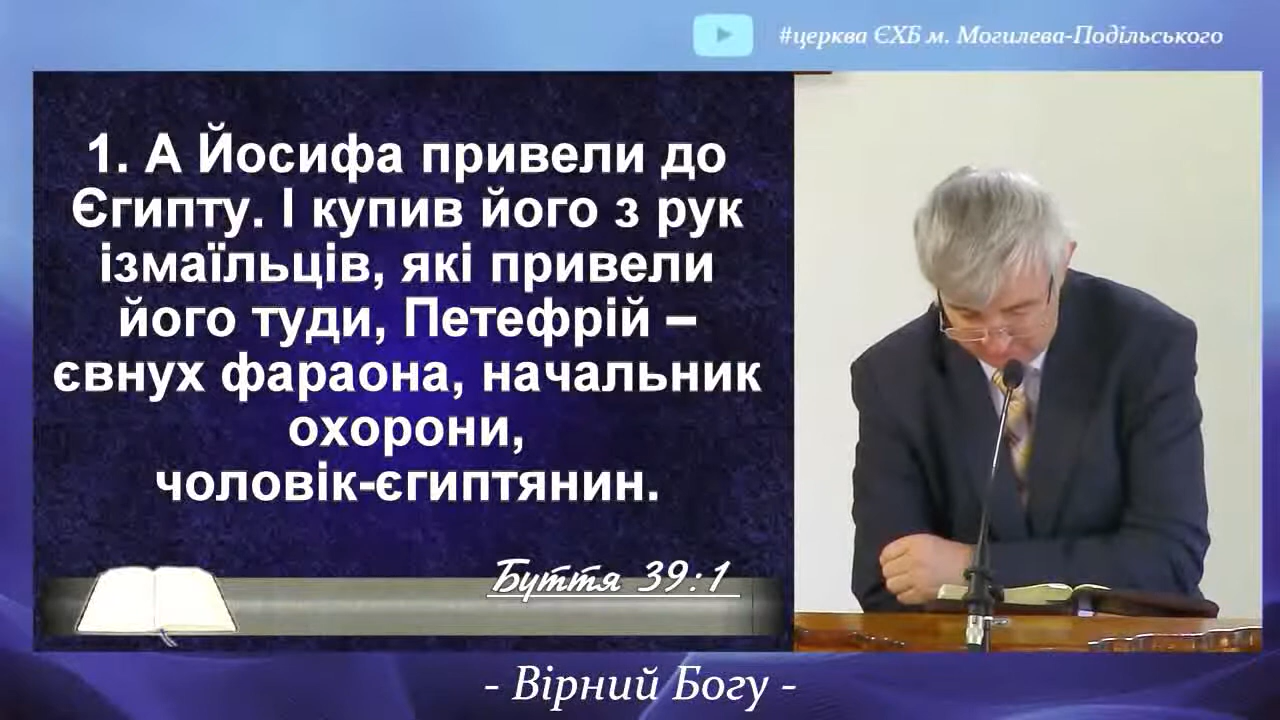 #церква ЄХБ м. Могилева-Подільського
1. А Йосифа привели до
Єгипту. І купив його з рук
ізмаїльців, які привели
його туди, Петефрій –
євнух фараона, начальник
охорони,
чоловік-єгиптянин.
Буття 39:1
- Вірний Богу -